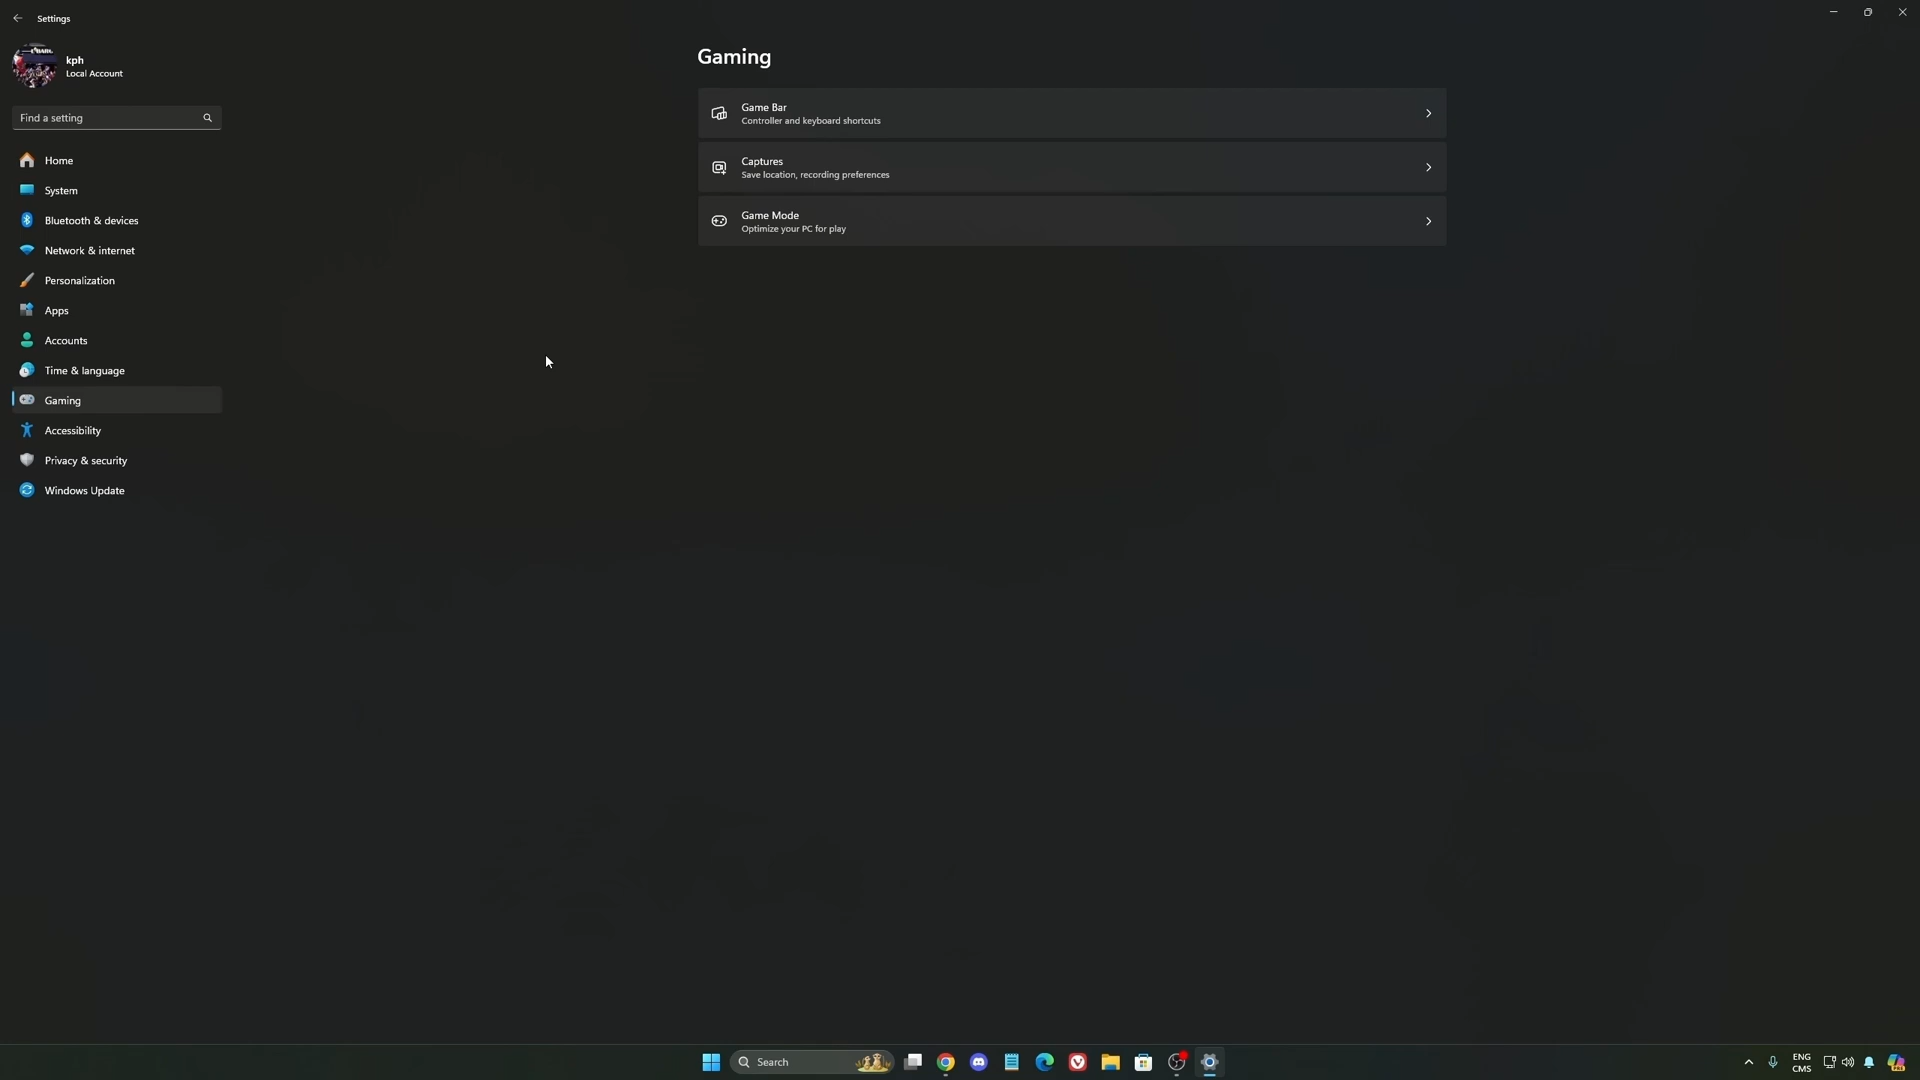 Settings
kph
Local Account
Find a setting
Home
System
Bluetooth & devices
Network & internet
Personalization
Apps
Accounts
Time & language
Gaming
Accessibility
Privacy & security
Windows Update
Gaming
Game Bar
Controller and keyboard shortcuts
Captures
Save location, recording preferences
Game Mode
Optimize your PC for play
Search
ENG
CMS